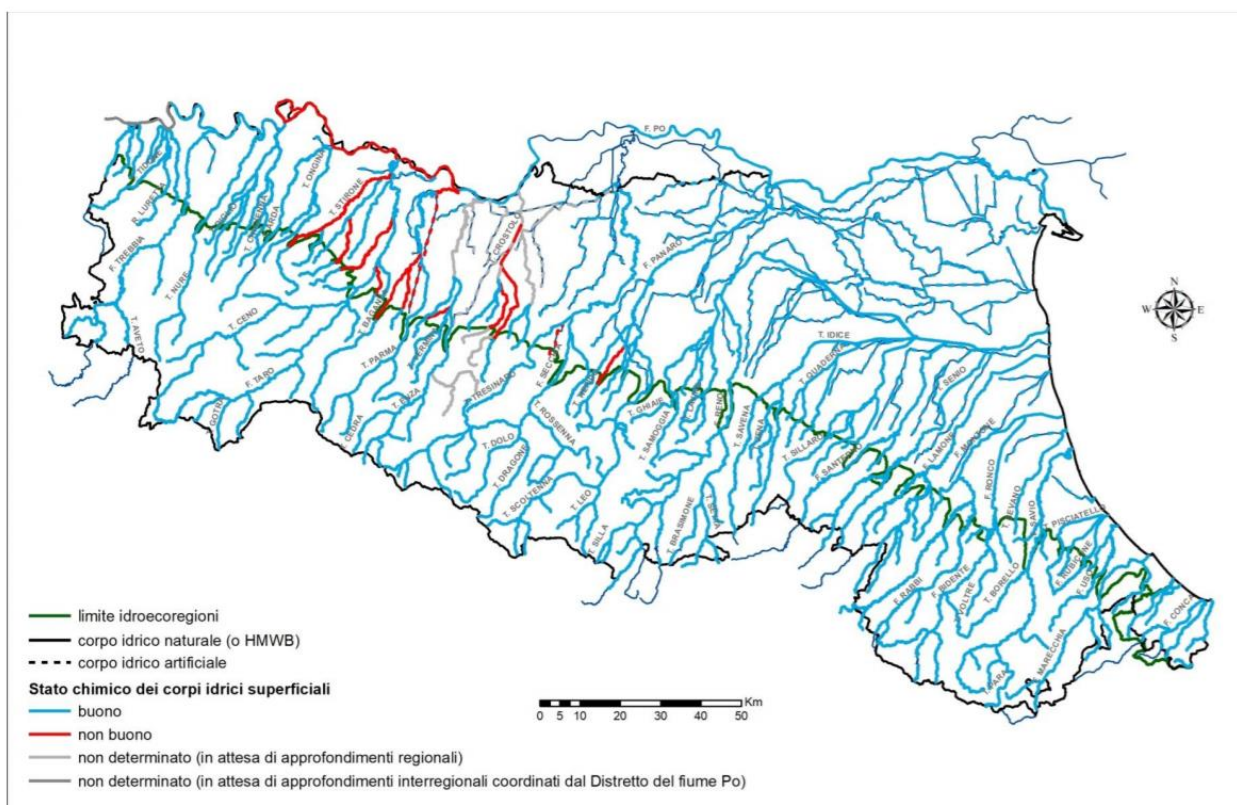 F. PO
TIDONE
T. ONGINA
T. STIRONE
R. LURETTA
T. CROSTOLO
F. TREBBIA
F. PANARO
T. NURE
N
W E
S
T. AVETO
T. CENO
T. IDICE
T. PARMA
T. QUADERNA
F. TARO
T. SENIO
T. ENZA
T. TRESINARO
T. GHIAIE
T. ROSSENNA
T. SAMOGGIA
T. SAVENA
T. CEDRA
T. DOLO
T. SILLARO
F. LAMONE
F. MONTONE
T. DRAGONE
F. SANTERNO
F. RONCO
T. SCOLTENNA
T. LEO
T. PISCIATELLO
T. SILLA
T. BRASIMONE
F. RUBICONE
F. USO
F. RABBI
F. BIDENTE
T. BORELLO
F. CONCA
MARECCHIA
limite idroecoregioni
corpo idrico naturale (o HMWB)
corpo idrico artificiale
Stato chimico dei corpi idrici superficiali
buono
non buono
non determinato (in attesa di approfondimenti regionali)
non determinato (in attesa di approfondimenti interregionali coordinati dal Distretto del fiume Po)
0 5 10 20 30 40 50 Km